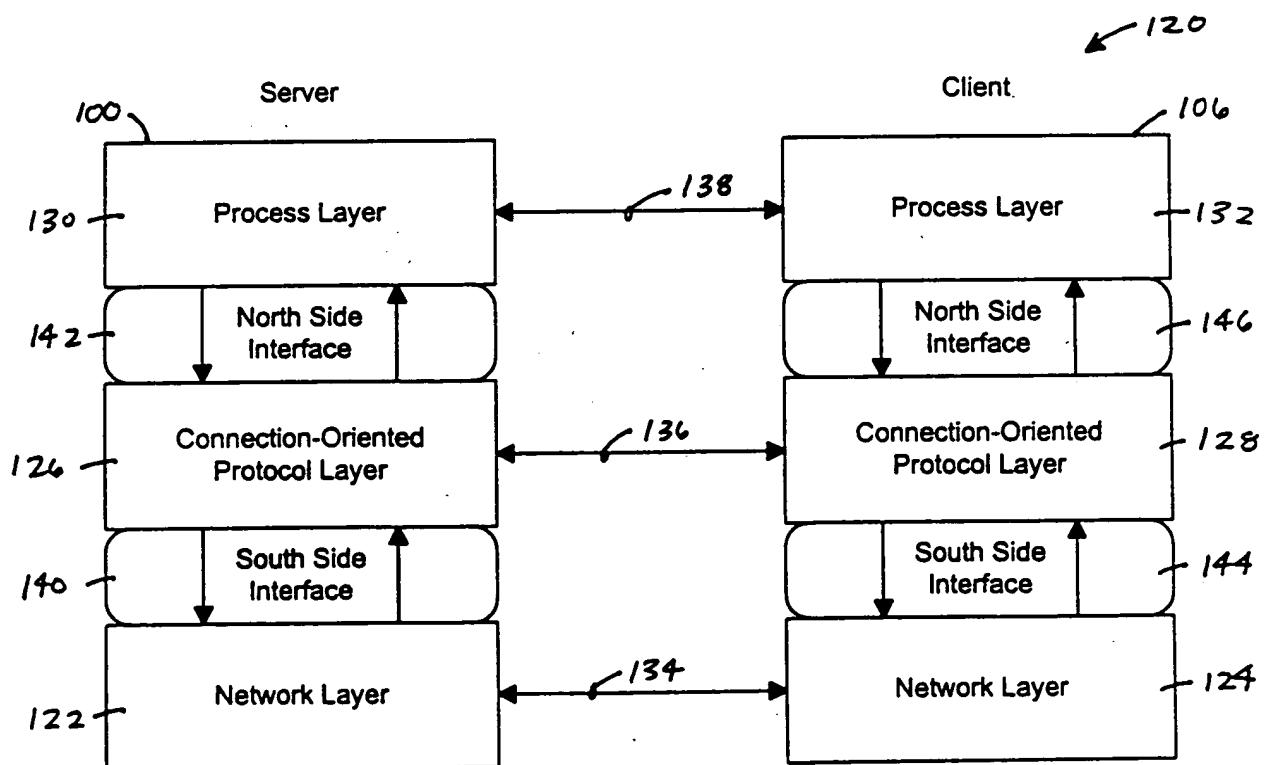 120
Server
Client
100
106
130
Process Layer
138
Process Layer
132
142
North Side
Interface
North Side
Interface
146
126
Connection-Oriented
Protocol Layer
136
Connection-Oriented
Protocol Layer
128
140
South Side
Interface
South Side
Interface
144
122
Network Layer
134
Network Layer
124